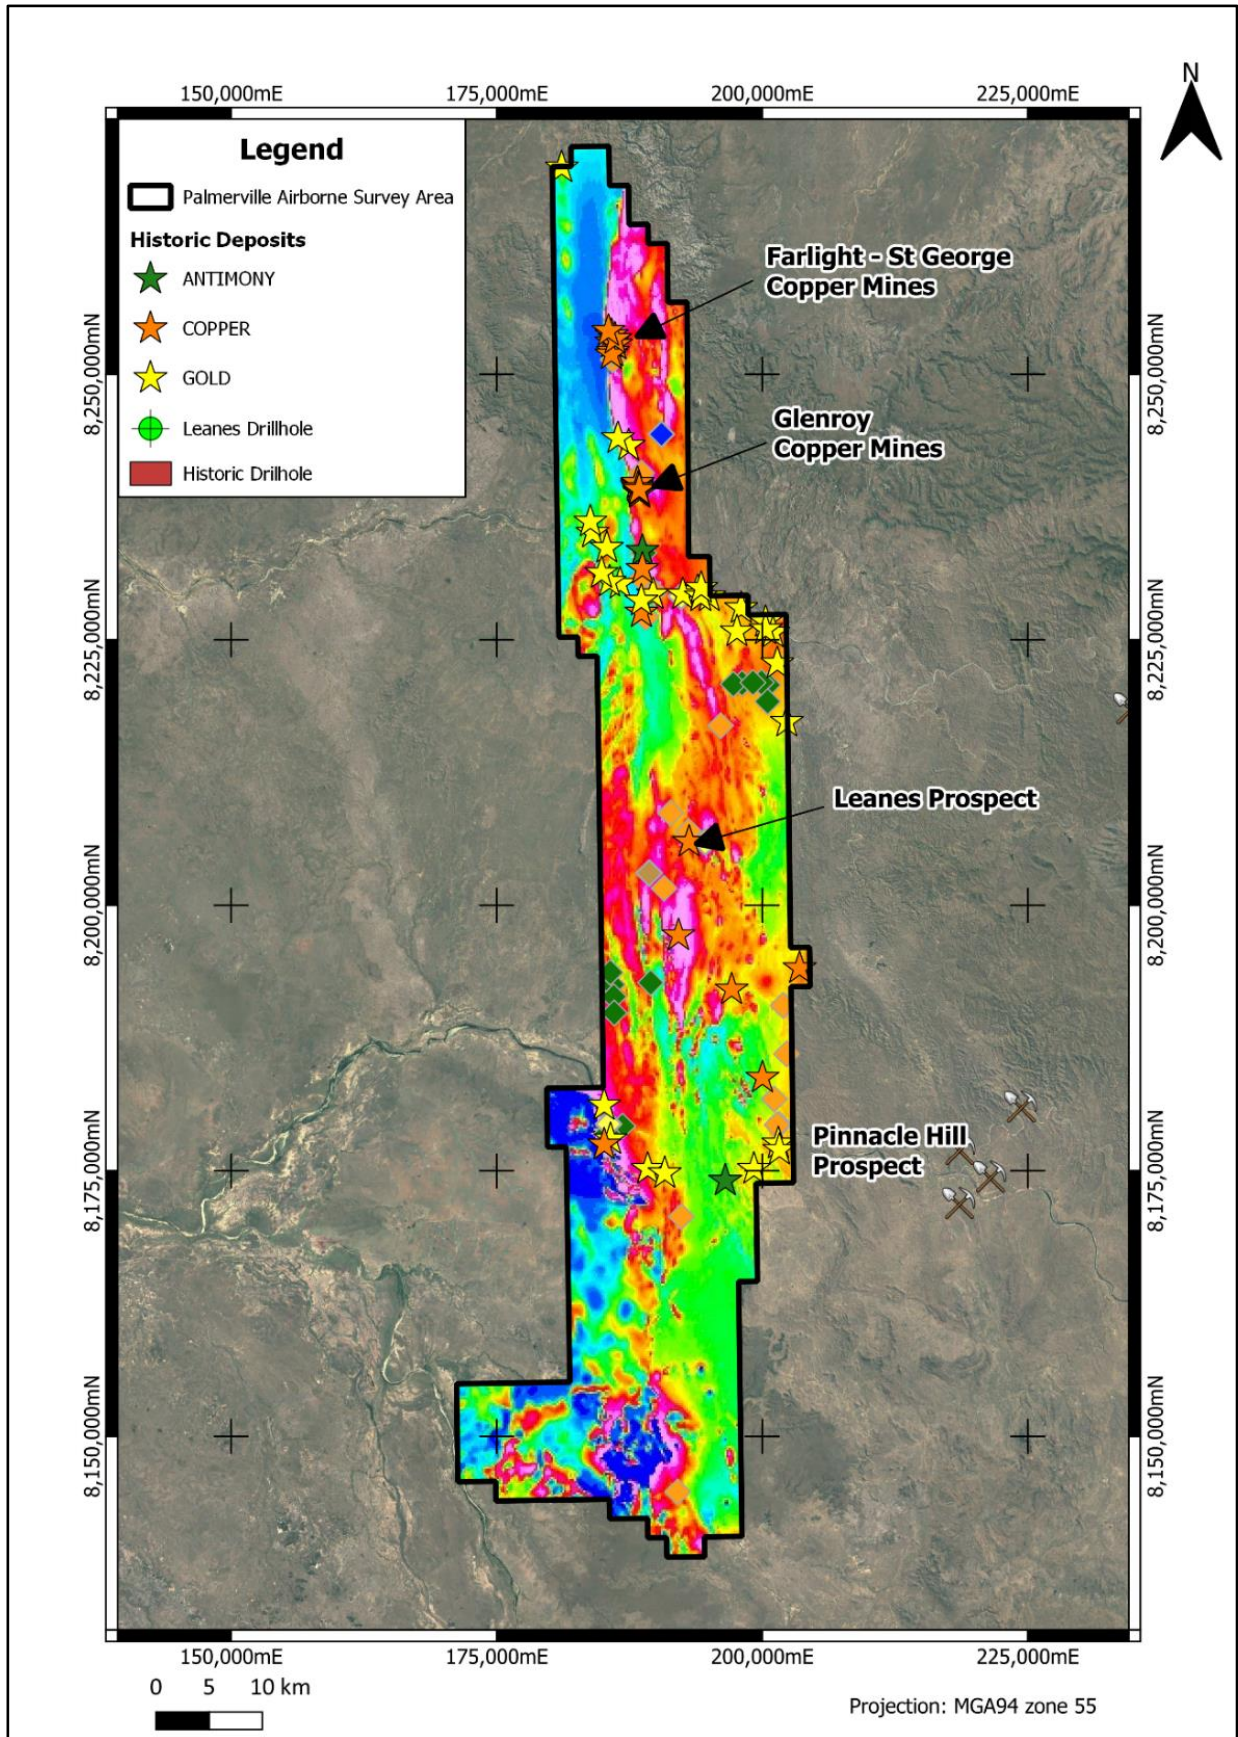 N
150,000mE
175,000mE
200,000mE
225,000mE
Legend
Palmerville Airborne Survey Area
Historic Deposits
ANTIMONY
COPPER
GOLD
Leanes Drillhole
Historic Drillhole
Farlight - St George
Copper Mines
Glenroy
Copper Mines
Leanes Prospect
Pinnacle Hill
Prospect
8,250,000mN
8,225,000mN
8,200,000mN
8,175,000mN
8,150,000mN
8,250,000mN
8,225,000mN
8,200,000mN
8,175,000mN
8,150,000mN
150,000mE
175,000mE
200,000mE
225,000mE
0 5 10 km
Projection: MGA94 zone 55